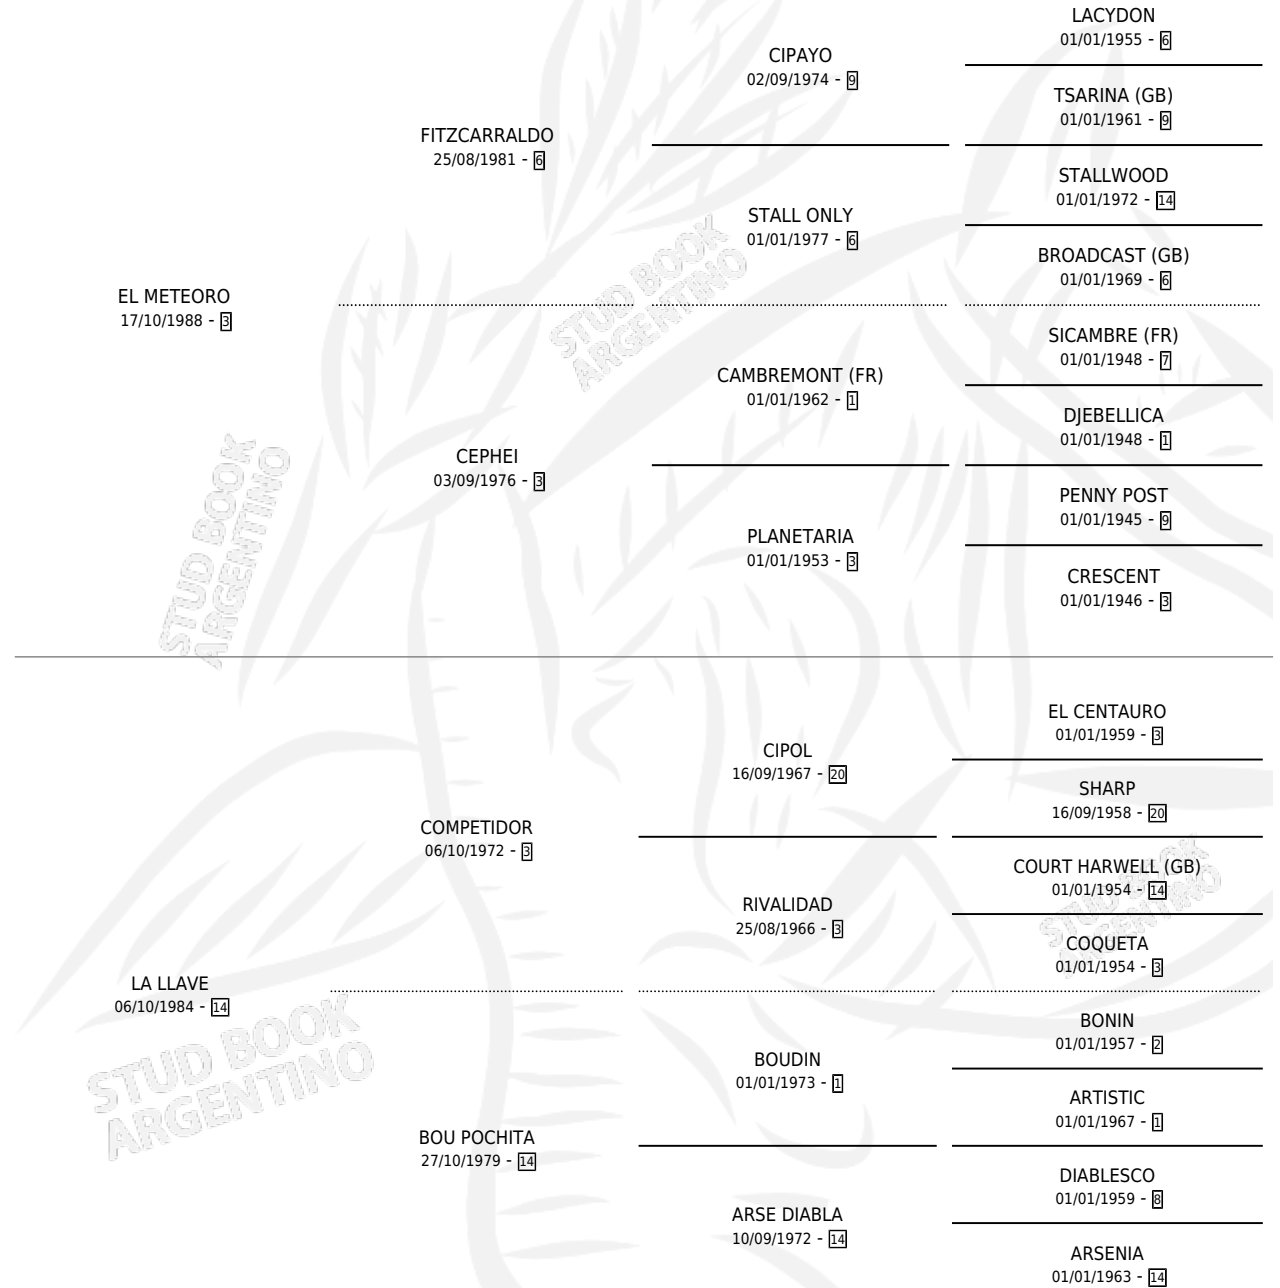 LACYDON
01/01/1955 - 6
CIPAYO
02/09/1974 - 9
TSARINA (GB)
01/01/1961 - 9
FITZCARRALDO
25/08/1981 - 6
STALLWOOD
01/01/1972 - 14
STALL ONLY
01/01/1977 - 6
BROADCAST (GB)
01/01/1969 - 6
EL METEORO
17/10/1988 - 3
SICAMBRE (FR)
01/01/1948 - 7
CAMBREMONT (FR)
01/01/1962 - 1
DJEBELLICA
01/01/1948 - 1
CEPHEI
03/09/1976 - 3
PENNY POST
01/01/1945 - 9
PLANETARIA
01/01/1953 - 3
CRESCENT
01/01/1946 - 3
EL CENTAURO
01/01/1959 - 3
CIPOL
16/09/1967 - 20
SHARP
16/09/1958 - 20
COMPETIDOR
06/10/1972 - 3
COURT HARWELL (GB)
01/01/1954 - 14
RIVALIDAD
25/08/1966 - 3
COQUETA
01/01/1954 - 3
LA LLAVE
06/10/1984 - 14
BONIN
01/01/1957 - 2
BOUDIN
01/01/1973 - 1
ARTISTIC
01/01/1967 - 1
BOU POCHITA
27/10/1979 - 14
DIABLESCO
01/01/1959 - 8
ARSE DIABLA
10/09/1972 - 14
ARSENIA
01/01/1963 - 14
STUD BOOK
ARGENTINO
STUD BOOK
ARGENTINO
STUD BOOK
ARGENTINO
STUD BOOK
ARGENTINO